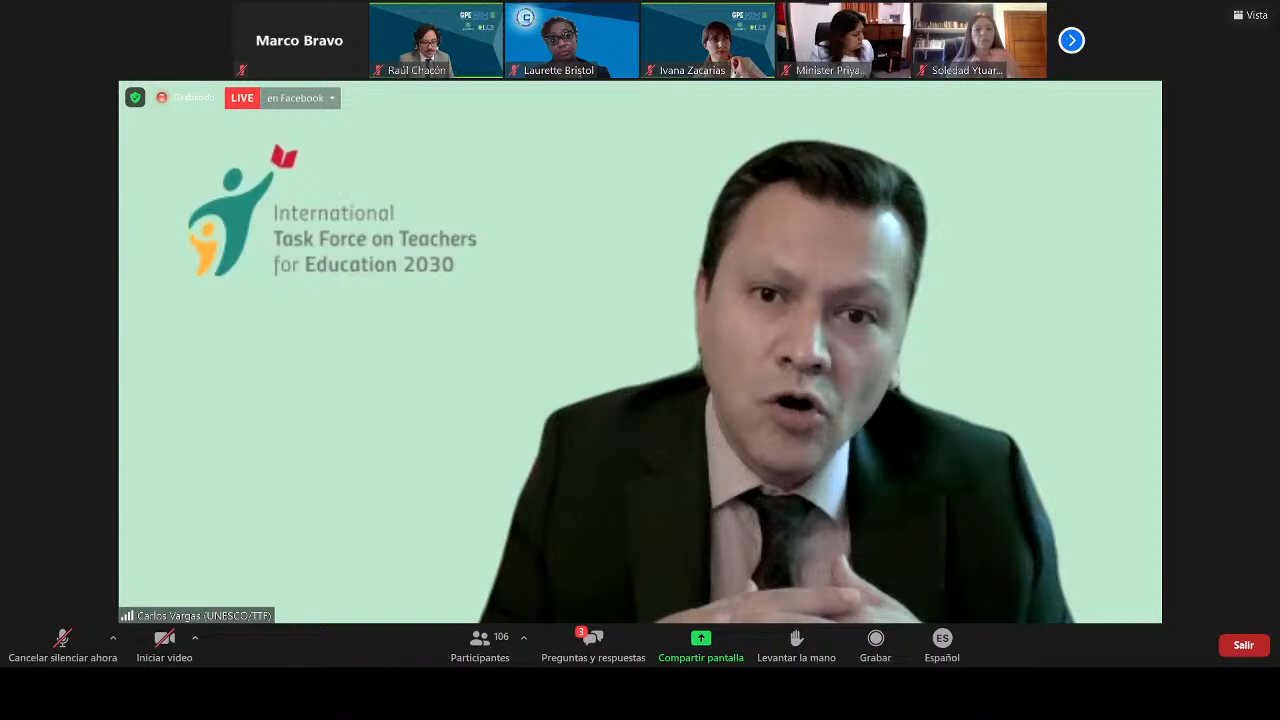 Marco Bravo
Raúl Chacón
Laurette Bristol
Ivana Zacarias
Minister Priya...
Soledad Ytuar...
Vista
Grabando
LIVE
en Facebook
International
Task Force on Teachers
for Education 2030
Carlos Vargas (UNESCO/TTF)
Cancelar silenciar ahora
Iniciar video
106
Participantes
3
Preguntas y respuestas
Compartir pantalla
Levantar la mano
Grabar
ES
Español
Salir